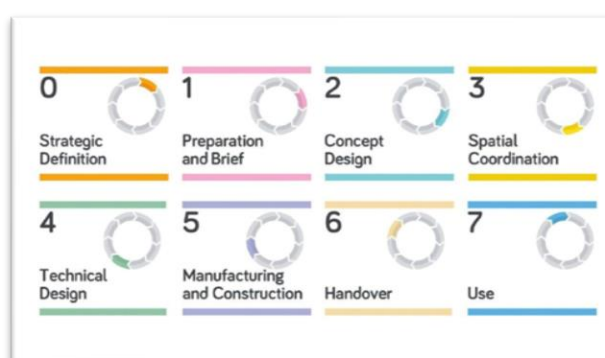 0
Strategic
Definition
1
Preparation
and Brief
2
Concept
Design
3
Spatial
Coordination
4
Technical
Design
5
Manufacturing
and Construction
6
Handover
7
Use